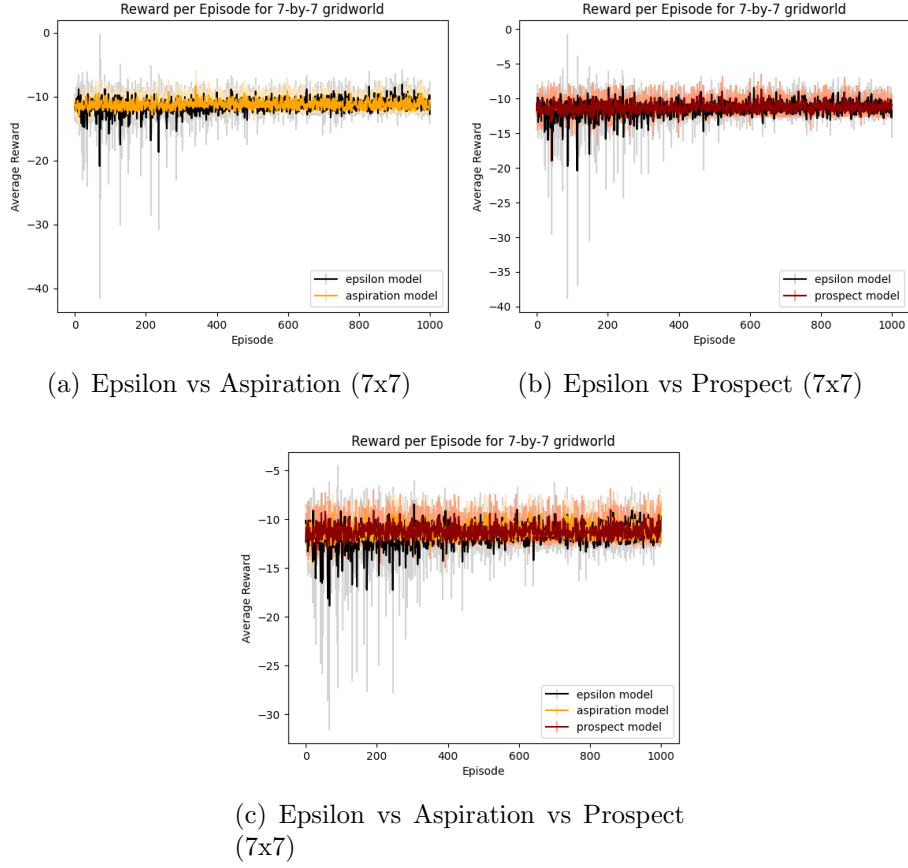 Reward per Episode for 7-by-7 gridworld
0
−10
−20
−30
−40
Average Reward
epsilon model
aspiration model
0 200 400 600 800 1000
Episode
(a) Epsilon vs Aspiration (7x7)
Reward per Episode for 7-by-7 gridworld
0
−5
−10
−15
−20
−25
−30
−35
−40
Average Reward
epsilon model
prospect model
0 200 400 600 800 1000
Episode
(b) Epsilon vs Prospect (7x7)
Reward per Episode for 7-by-7 gridworld
−5
−10
−15
−20
−25
−30
Average Reward
epsilon model
aspiration model
prospect model
0 200 400 600 800 1000
Episode
(c) Epsilon vs Aspiration vs Prospect
(7x7)